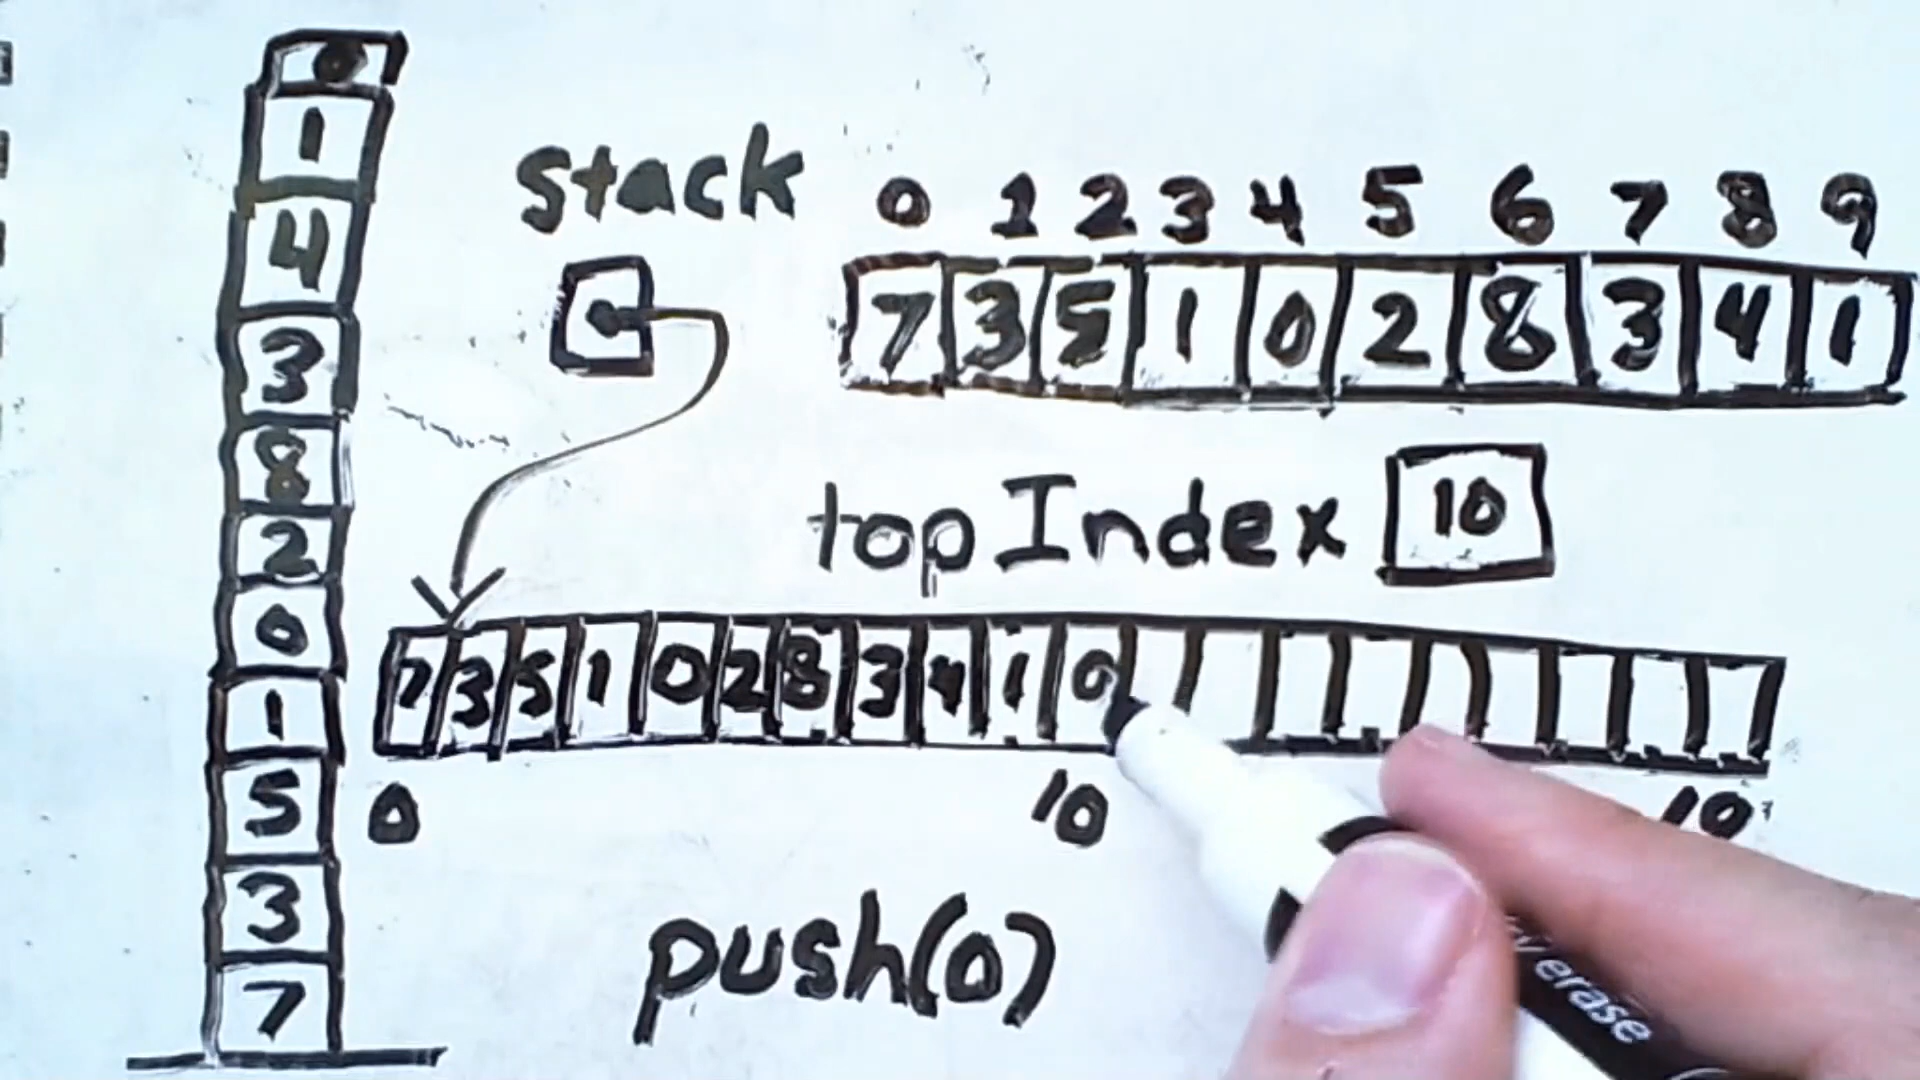 0
1
4
3
8
2
0
1
5
3
7
stack
0 1 2 3 4 5 6 7 8 9
7 3 5 1 0 2 8 3 4 1
topIndex 10
7 3 5 1 0 2 8 3 4 1 0
0 10
push(0)
erase